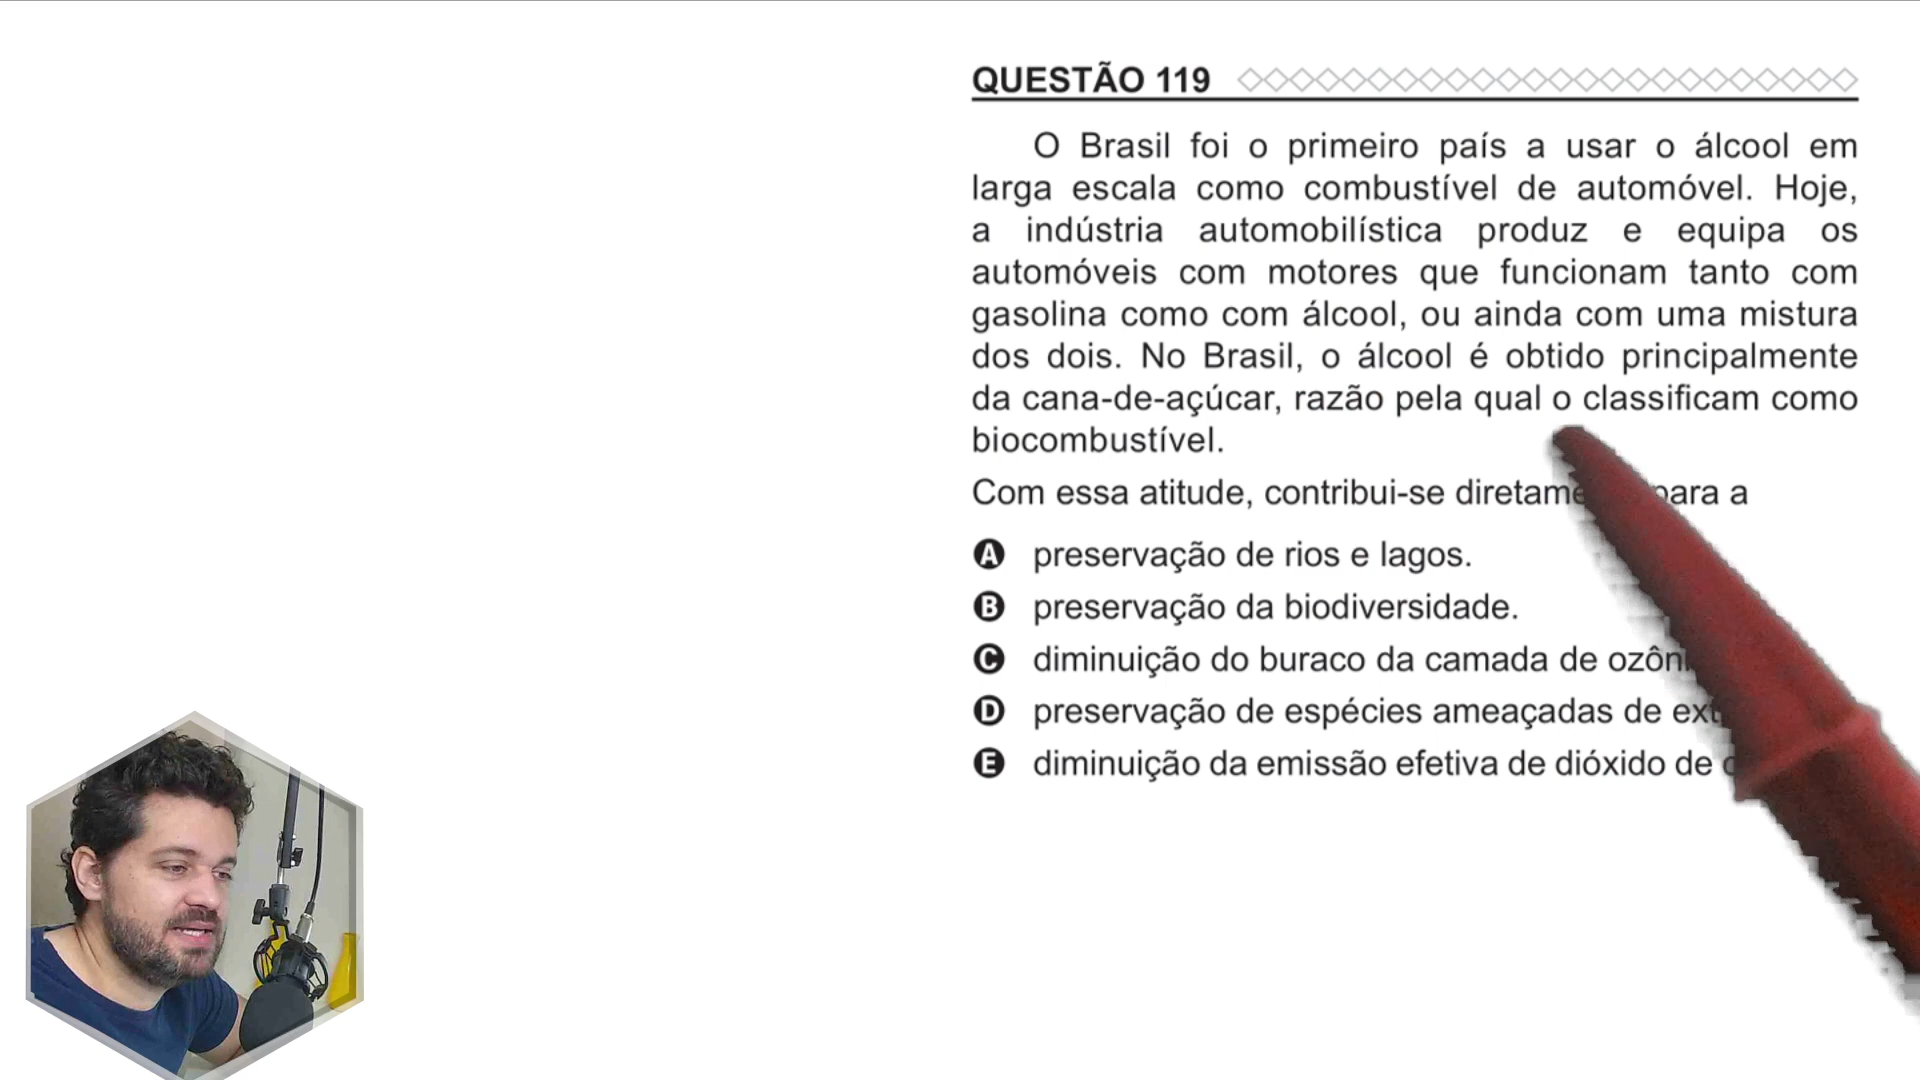 QUESTÃO 119
O Brasil foi o primeiro país a usar o álcool em
larga escala como combustível de automóvel. Hoje,
a indústria automobilística produz e equipa os
automóveis com motores que funcionam tanto com
gasolina como com álcool, ou ainda com uma mistura
dos dois. No Brasil, o álcool é obtido principalmente
da cana-de-açúcar, razão pela qual o classificam como
biocombustível.
Com essa atitude, contribui-se para a
A preservação de rios e lagos.
B preservação da biodiversidade.
C diminuição do buraco da camada de
D preservação de espécies ameaçadas de
E diminuição da emissão efetiva de dióxido de